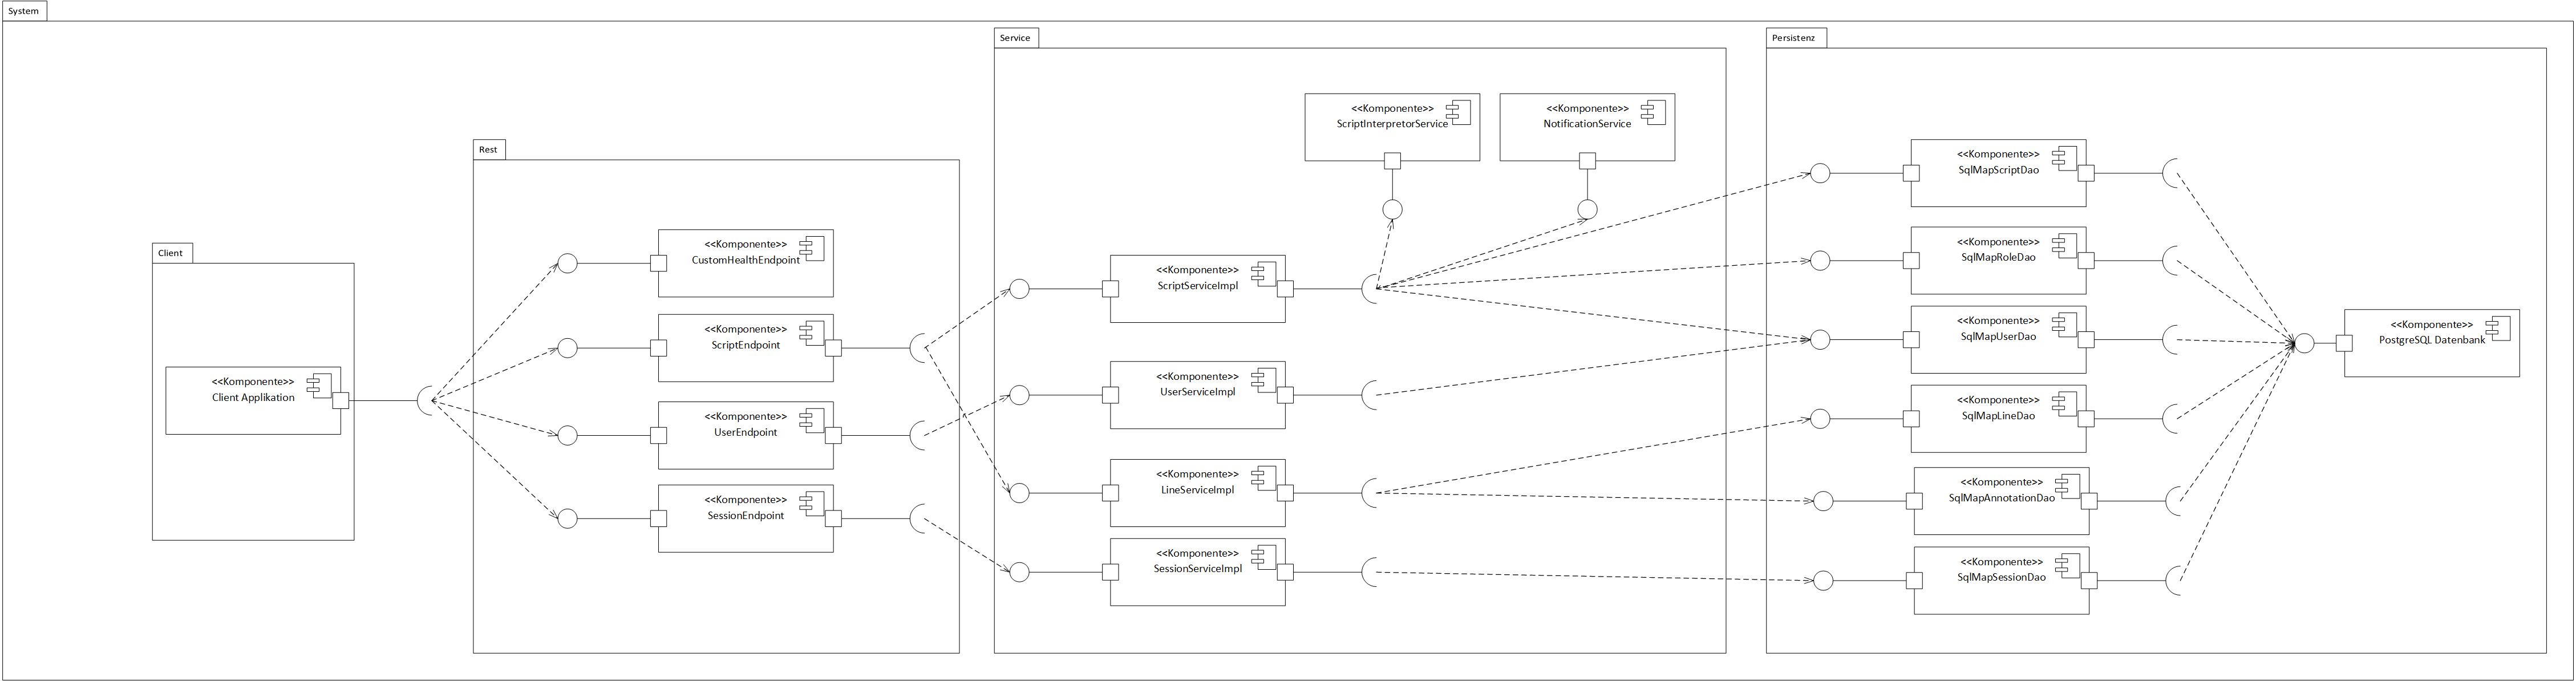 System
Client
<<Komponente>>
Client Applikation
Rest
<<Komponente>>
CustomHealthEndpoint
<<Komponente>>
ScriptEndpoint
<<Komponente>>
UserEndpoint
<<Komponente>>
SessionEndpoint
Service
<<Komponente>>
ScriptInterpretorService
<<Komponente>>
NotificationService
<<Komponente>>
ScriptServiceImpl
<<Komponente>>
UserServiceImpl
<<Komponente>>
LineServiceImpl
<<Komponente>>
SessionServiceImpl
Persistenz
<<Komponente>>
SqlMapScriptDao
<<Komponente>>
SqlMapRoleDao
<<Komponente>>
SqlMapUserDao
<<Komponente>>
SqlMapLineDao
<<Komponente>>
SqlMapAnnotationDao
<<Komponente>>
SqlMapSessionDao
<<Komponente>>
PostgreSQL Datenbank